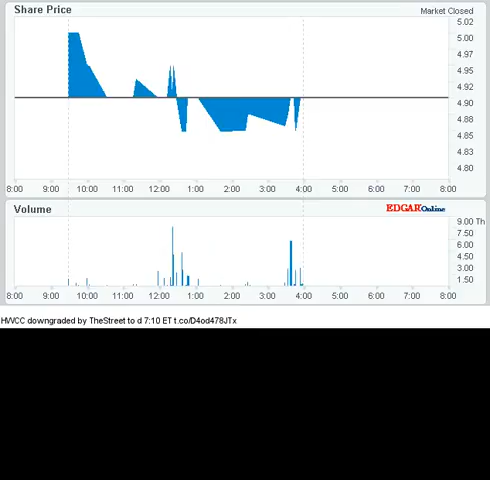 Share Price
Market Closed
5.02
5.00
4.97
4.95
4.92
4.90
4.88
4.85
4.83
4.80
8:00 9:00 10:00 11:00 12:00 1:00 2:00 3:00 4:00 5:00 6:00 7:00 8:00
Volume
EDGAR Online
9.00 Th
7.50
6.00
4.50
3.00
1.50
8:00 9:00 10:00 11:00 12:00 1:00 2:00 3:00 4:00 5:00 6:00 7:00 8:00
HWCC downgraded by TheStreet to d 7:10 ET t.co/D4od478JTx